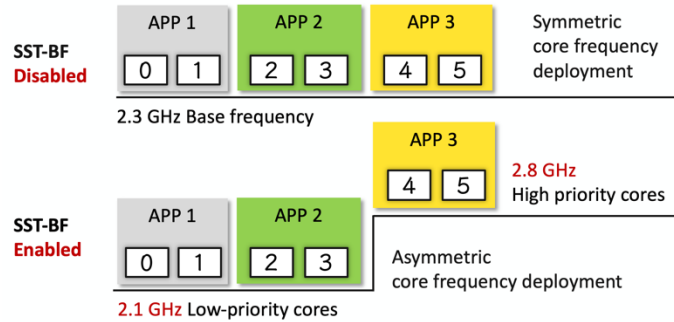 SST-BF
Disabled
APP 1
0 1
APP 2
2 3
APP 3
4 5
Symmetric
core frequency
deployment
2.3 GHz Base frequency
SST-BF
Enabled
APP 1
0 1
APP 2
2 3
APP 3
4 5
2.8 GHz
High priority cores
Asymmetric
core frequency deployment
2.1 GHz Low-priority cores